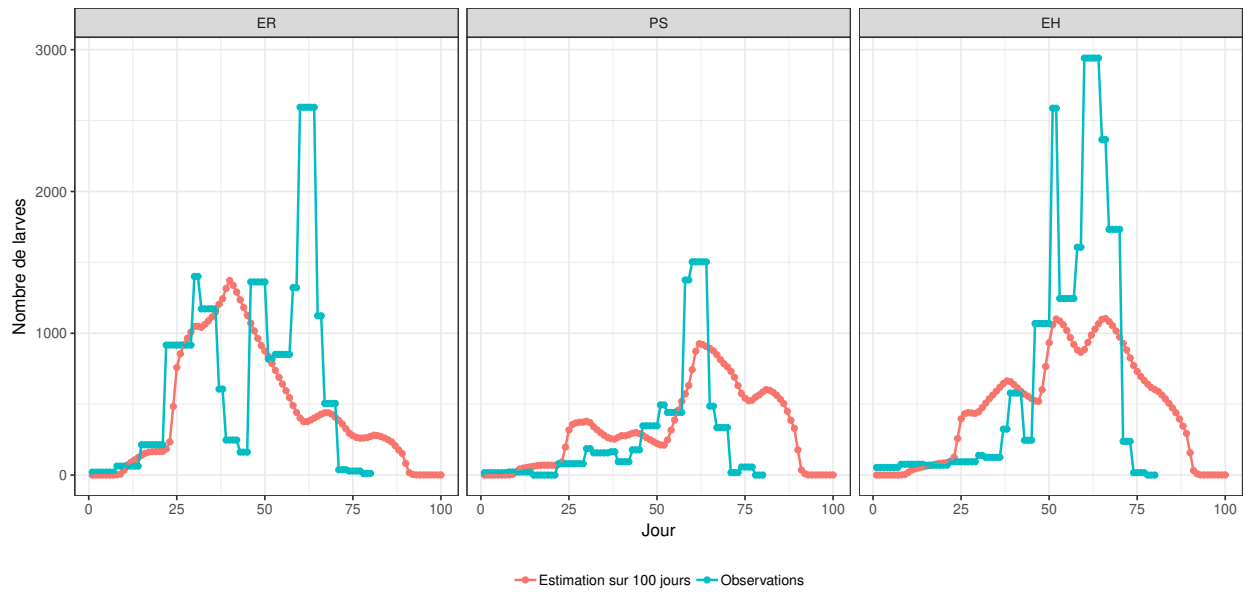 ER PS EH
3000
2000
1000
0
Nombre de larves
0 25 50 75 100 0 25 50 75 100 0 25 50 75 100
Jour
Estimation sur 100 jours Observations